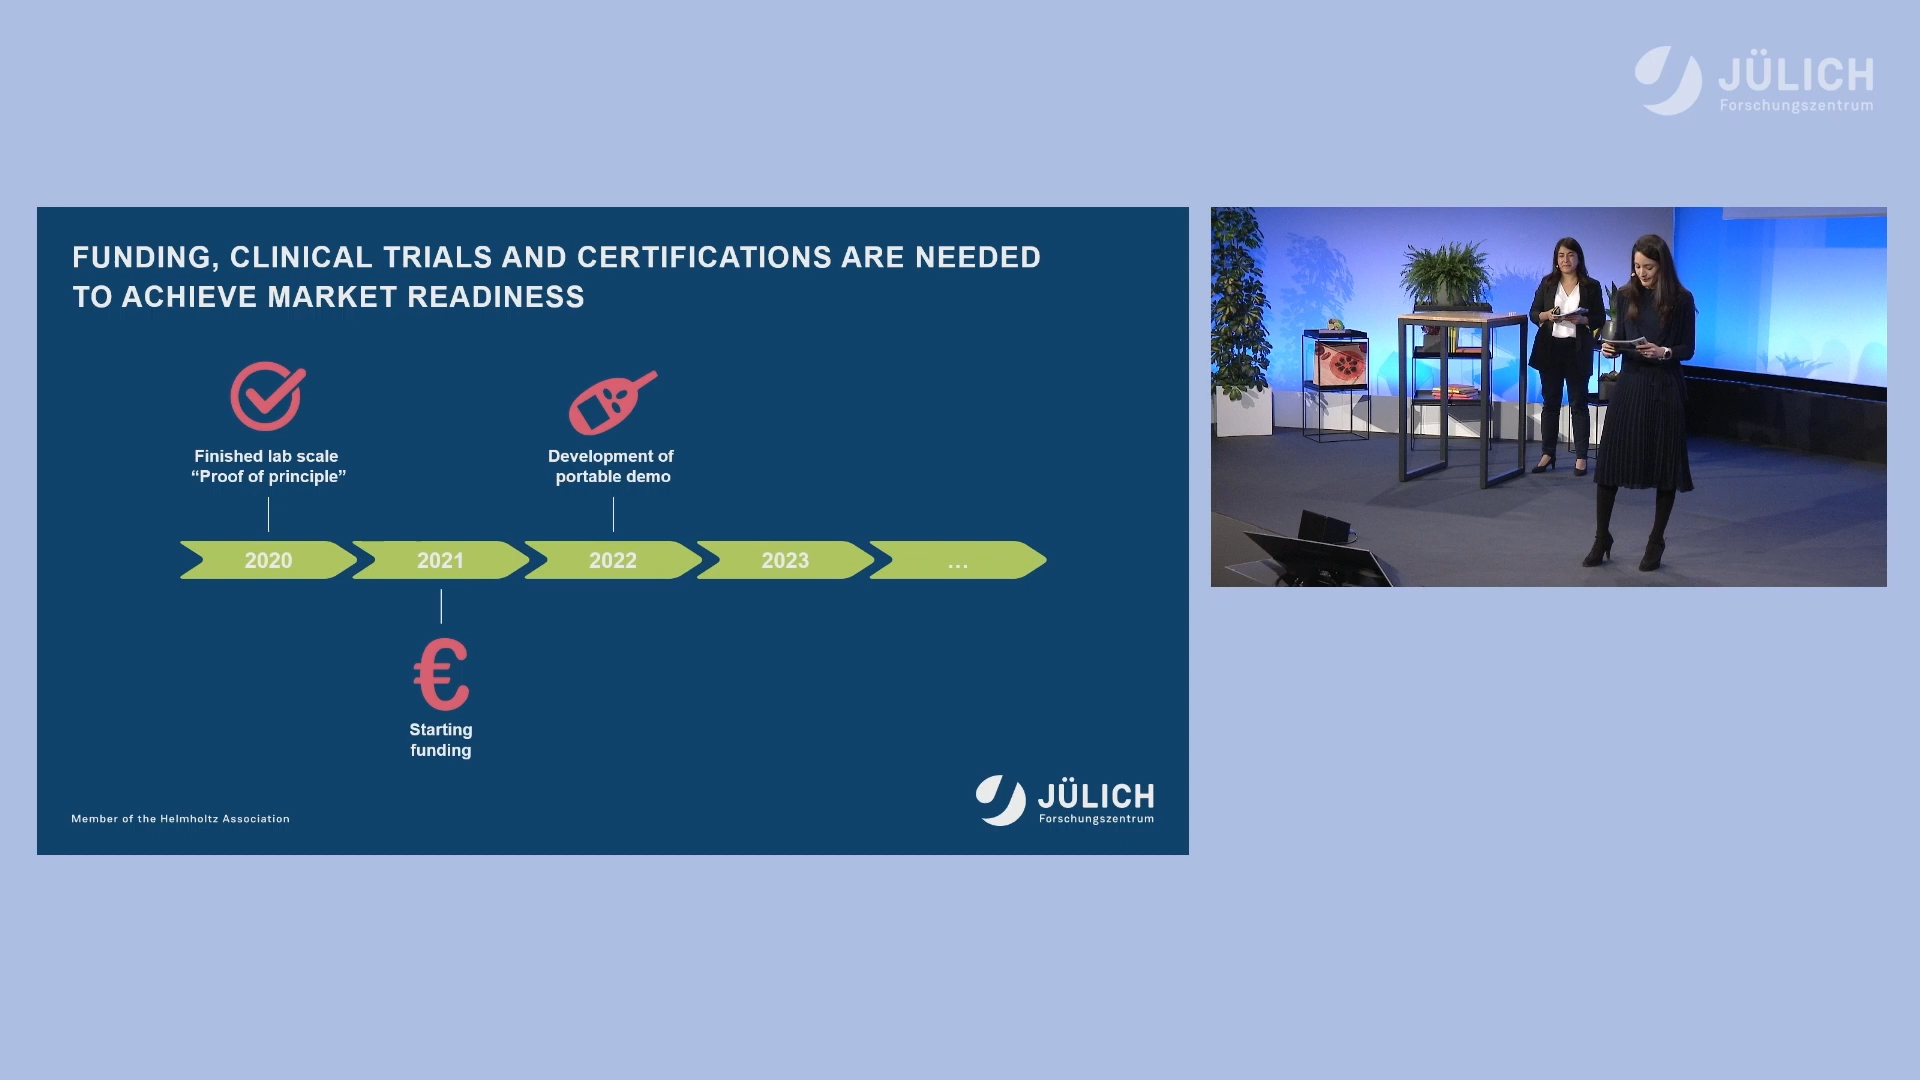 JÜLICH
Forschungszentrum
FUNDING, CLINICAL TRIALS AND CERTIFICATIONS ARE NEEDED
TO ACHIEVE MARKET READINESS
Finished lab scale
“Proof of principle”
Development of
portable demo
2020
2021
2022
2023
...
€
Starting
funding
Member of the Helmholtz Association
JÜLICH
Forschungszentrum